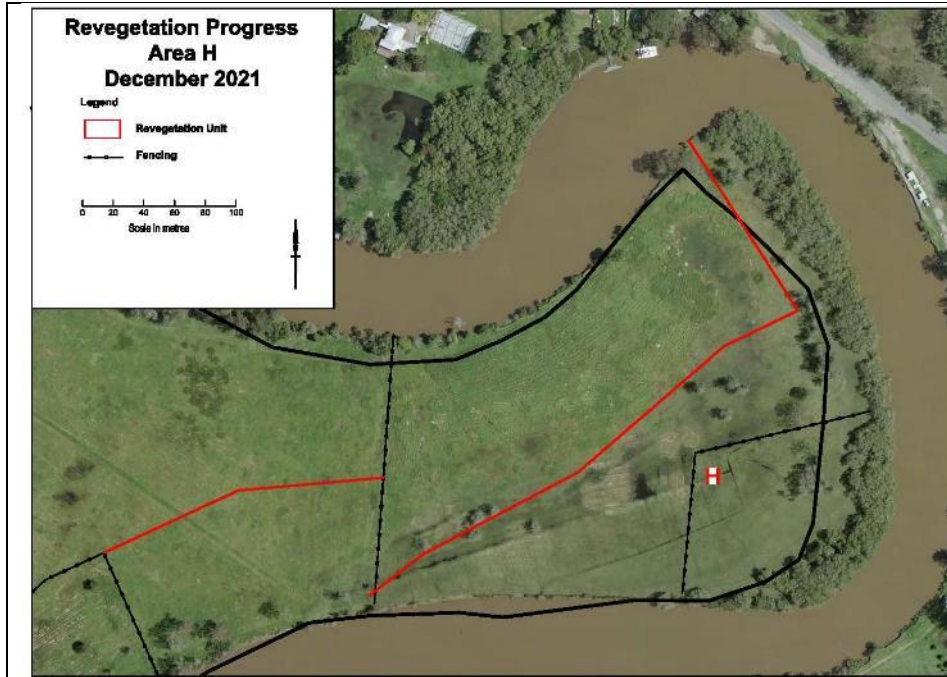 Revegetation Progress
Area H
December 2021
Legend
Revegetation Unit
Fencing
0 20 40 60 80 100
Scale in metres
H